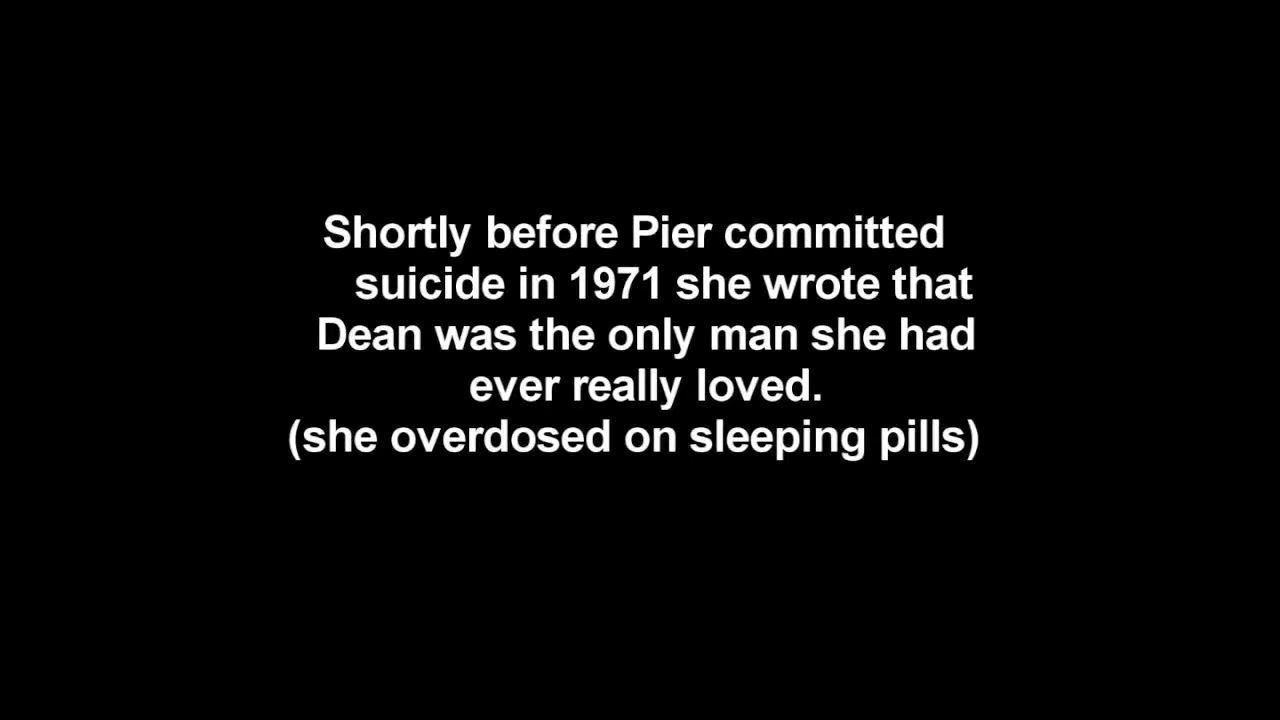 Shortly before Pier committed
suicide in 1971 she wrote that
Dean was the only man she had
ever really loved.
(she overdosed on sleeping pills)